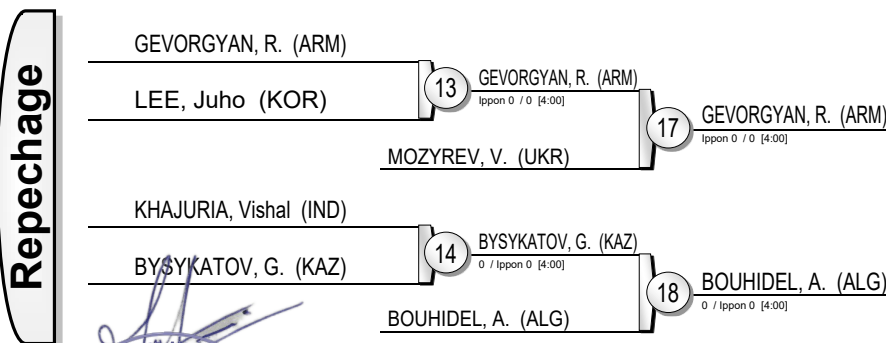 Repechage
GEVORGYAN, R. (ARM)
LEE, Juho (KOR)
13
GEVORGYAN, R. (ARM)
Ippon 0 / 0 [4:00]
MOZYREV, V. (UKR)
17
GEVORGYAN, R. (ARM)
Ippon 0 / 0 [4:00]
KHAJURIA, Vishal (IND)
BYSYKATOV, G. (KAZ)
14
BYSYKATOV, G. (KAZ)
0 / Ippon 0 [4:00]
BOUHIDEL, A. (ALG)
18
BOUHIDEL, A. (ALG)
0 / Ippon 0 [4:00]